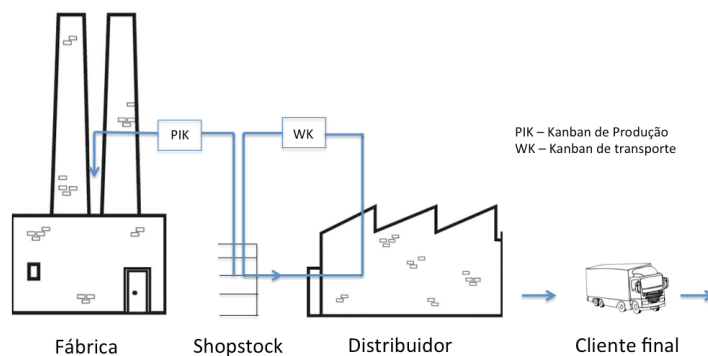 PIK
WK
PIK – Kanban de Produção
WK – Kanban de transporte
Fábrica
Shopstock
Distribuidor
Cliente final